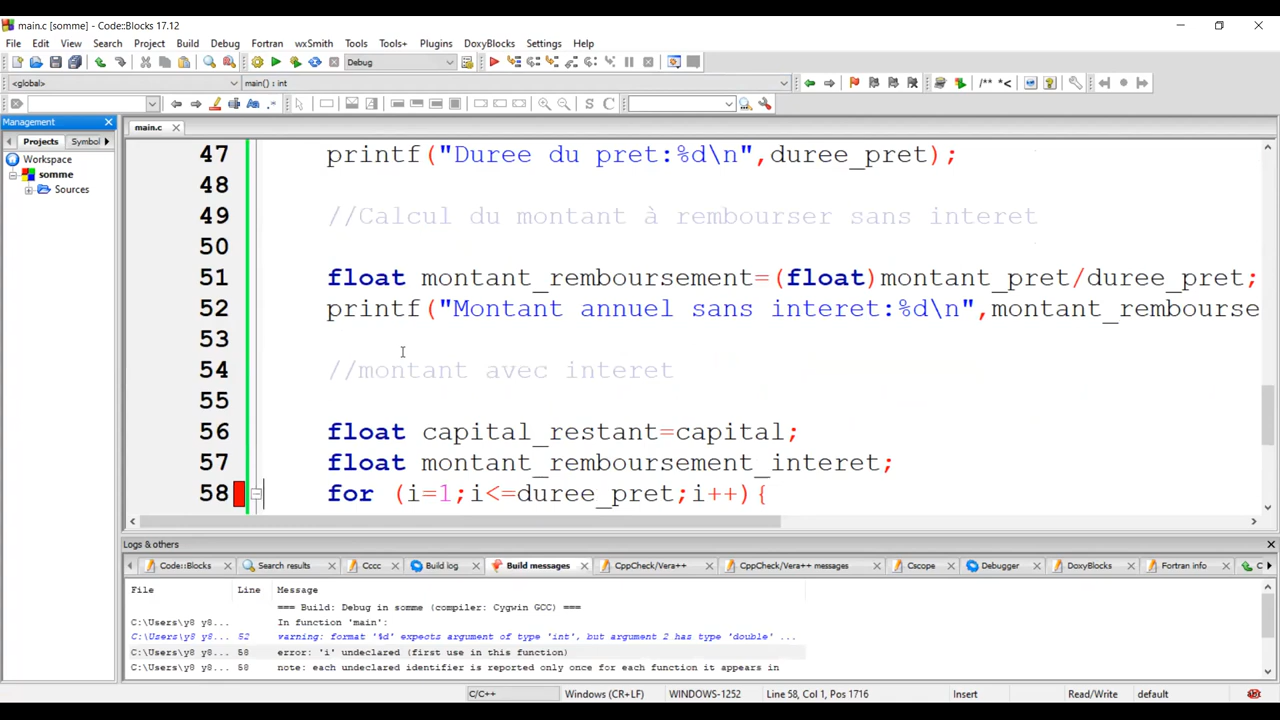 main.c [somme] - Code::Blocks 17.12
File Edit View Search Project Build Debug Fortran wxSmith Tools Tools+ Plugins DoxyBlocks Settings Help
Debug
<global>
main() : int
/** *<
S C
Management
main.c
Projects Symbol
Workspace
somme
Sources
47 printf("Duree du pret:%d\n",duree_pret);
48
49 //Calcul du montant à rembourser sans interet
50
51 float montant_remboursement=(float)montant_pret/duree_pret;
52 printf("Montant annuel sans interet:%d\n",montant_rembourse
53
54 //montant avec interet
55
56 float capital_restant=capital;
57 float montant_remboursement_interet;
58 for (i=1;i<=duree_pret;i++){
Logs & others
Code::Blocks Search results Cccc Build log Build messages CppCheck/Vera++ CppCheck/Vera++ messages Cscope Debugger DoxyBlocks Fortran info C
File Line Message
=== Build: Debug in somme (compiler: Cygwin GCC) ===
C:\Users\y8 y8... In function 'main':
C:\Users\y8 y8... 52 warning: format '%d' expects argument of type 'int', but argument 2 has type 'double' ...
C:\Users\y8 y8... 58 error: 'i' undeclared (first use in this function)
C:\Users\y8 y8... 58 note: each undeclared identifier is reported only once for each function it appears in
C/C++ Windows (CR+LF) WINDOWS-1252 Line 58, Col 1, Pos 1716 Insert Read/Write default